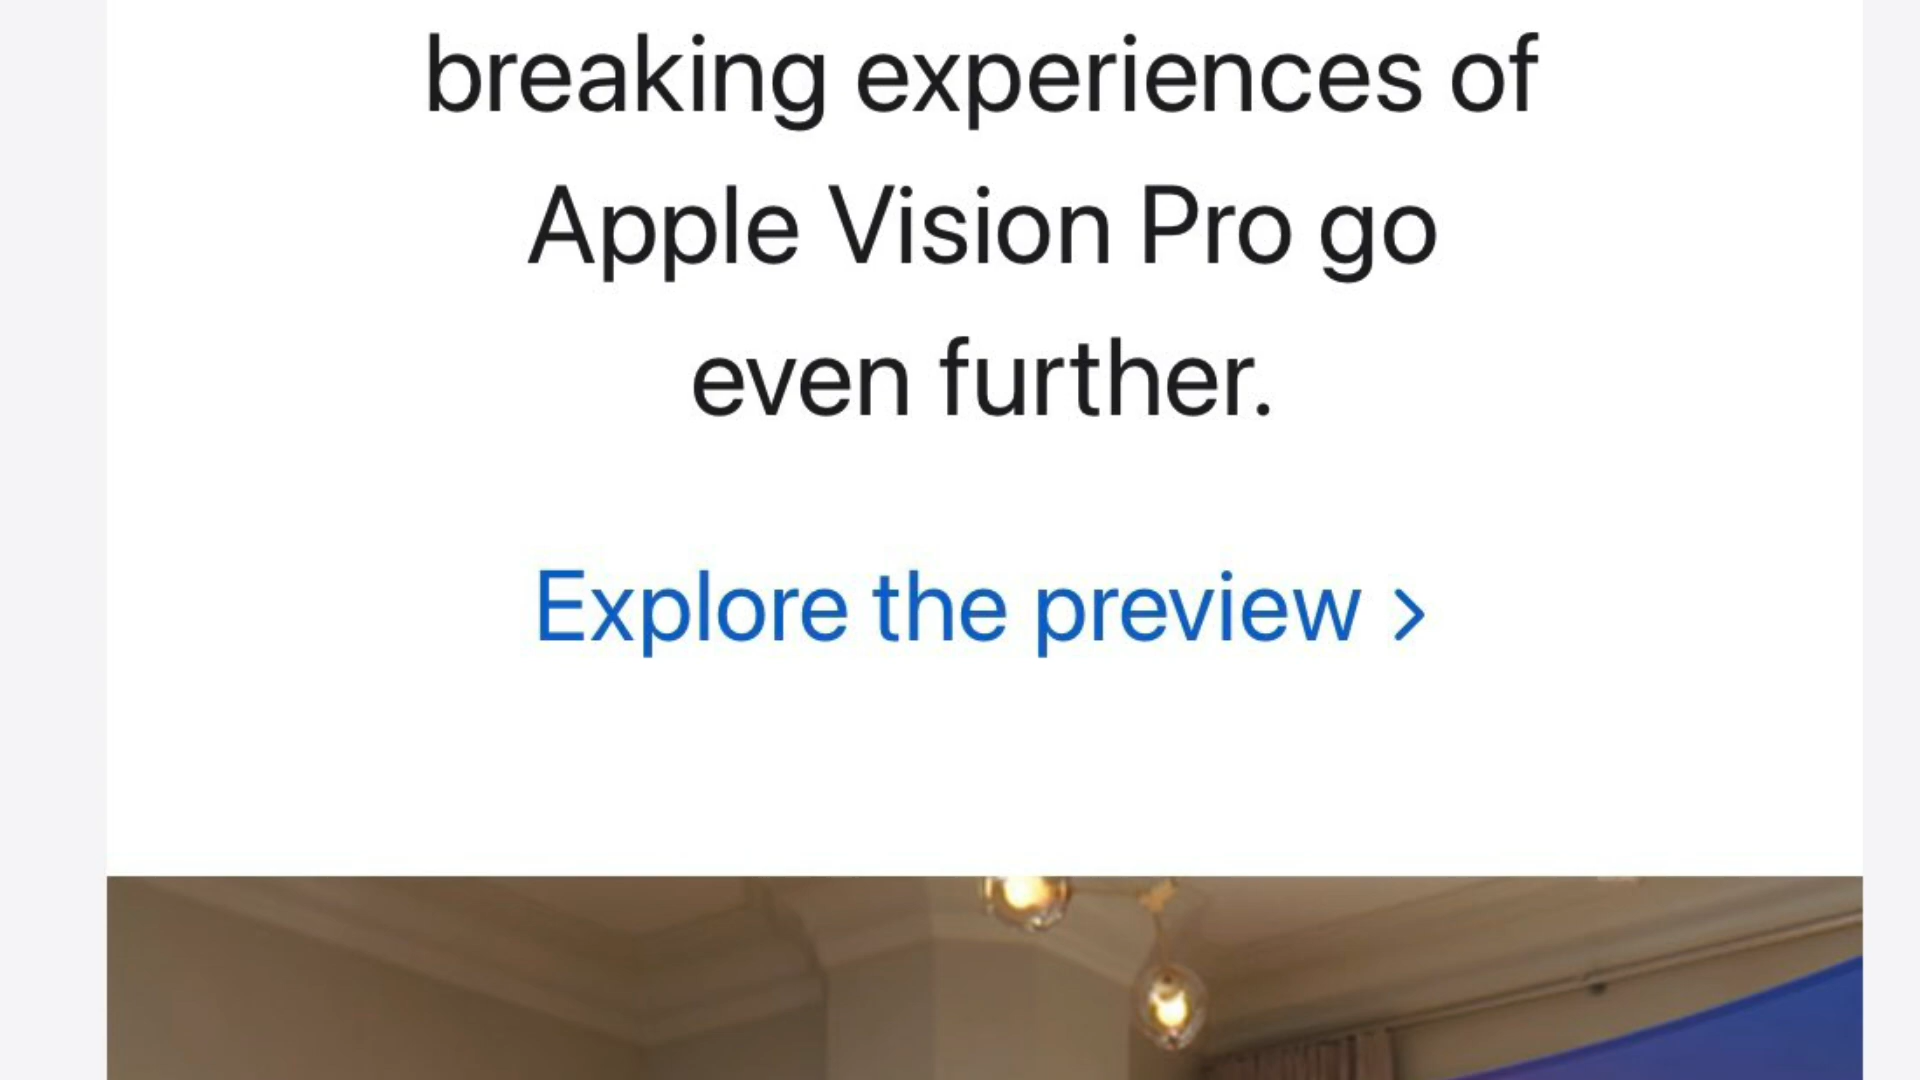 breaking experiences of
Apple Vision Pro go
even further.
Explore the preview >